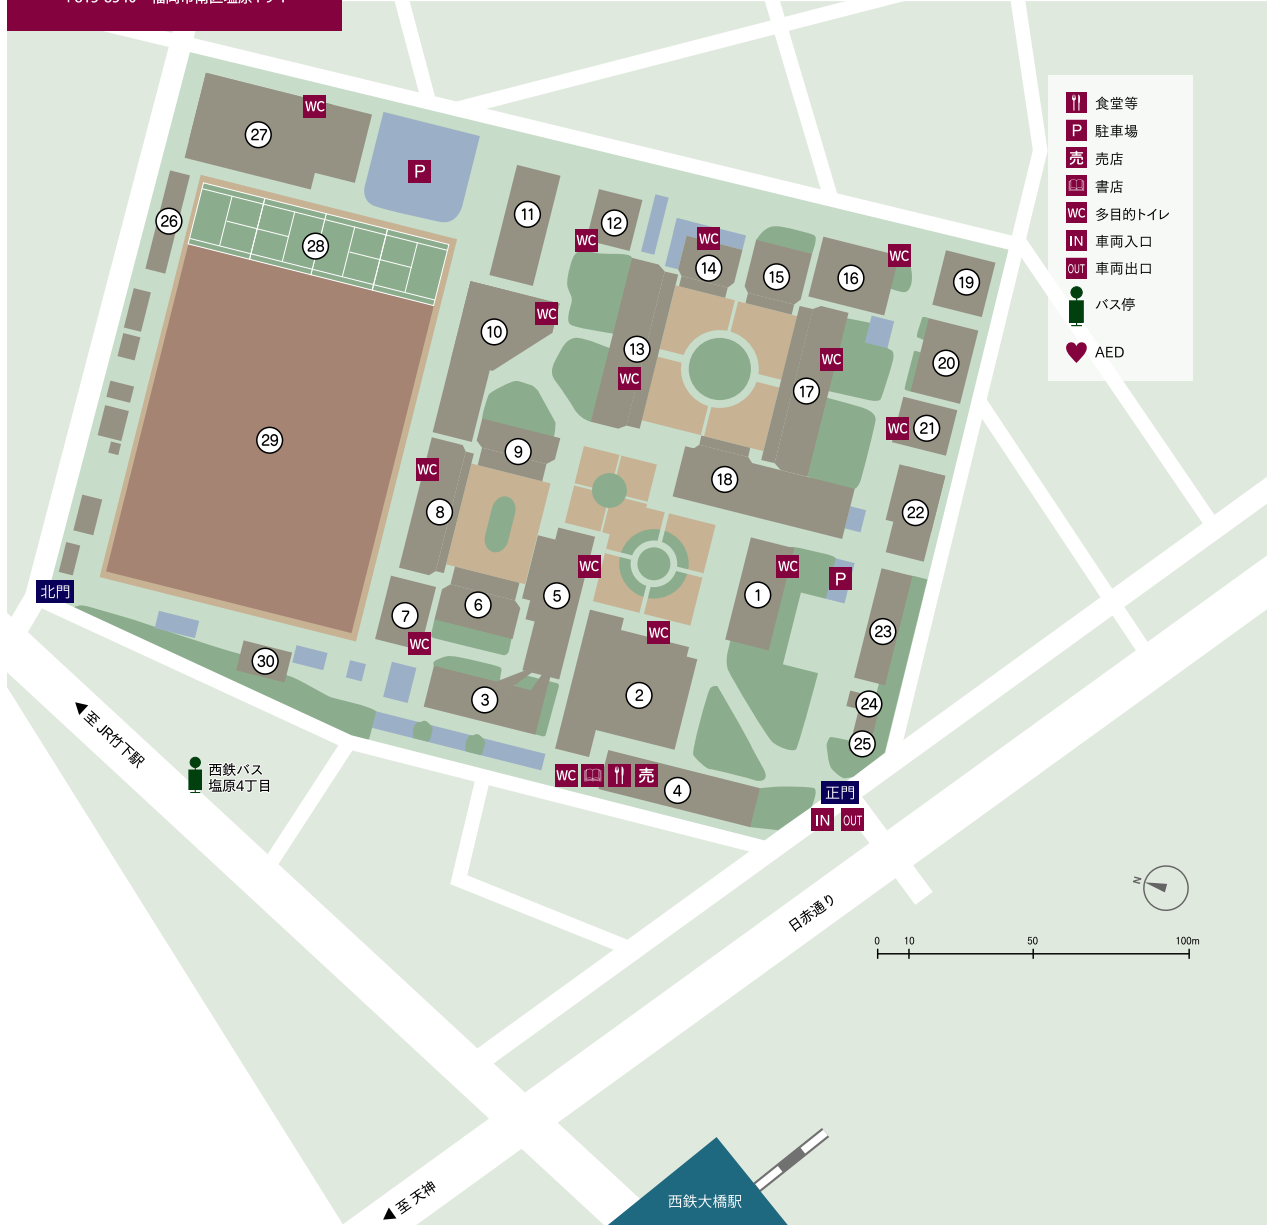 食堂等
P 駐車場
売 売店
書店
WC 多目的トイレ
IN 車両入口
OUT 車両出口
バス停
AED
27
WC
P
26
28
11
12
WC
WC
14
15
16
WC
19
10
WC
13
WC
17
WC
20
29
9
WC
8
18
WC
21
22
北門
7
WC
6
5
WC
1
WC
P
23
30
3
WC
2
24
25
至 JR竹下駅
西鉄バス
塩原4丁目
WC
売
4
正門
IN
OUT
日赤通り
N
0 10 50 100m
至 天神
西鉄大橋駅